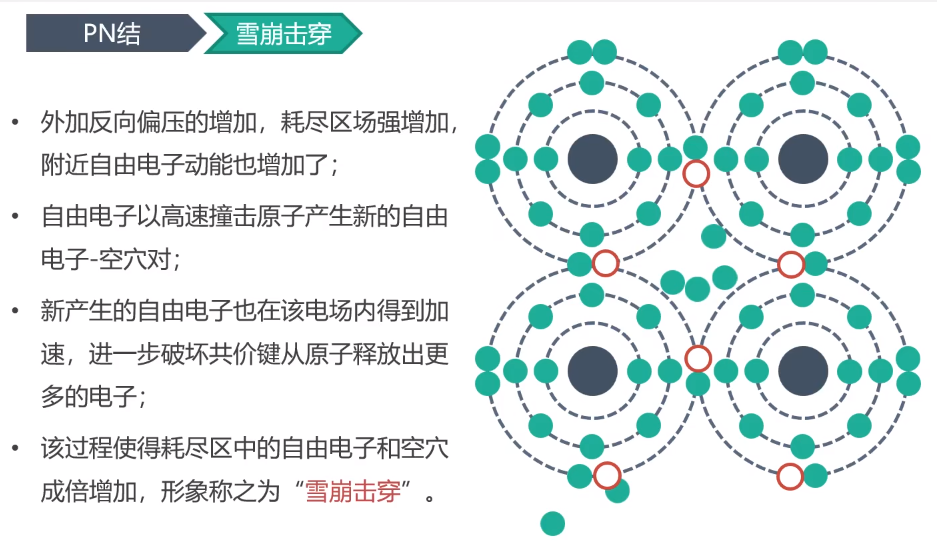 PN结
雪崩击穿
• 外加反向偏压的增加，耗尽区场强增加，
附近自由电子动能也增加了；
• 自由电子以高速撞击原子产生新的自由
电子-空穴对；
• 新产生的自由电子也在该电场内得到加
速，进一步破坏共价键从原子释放出更
多的电子；
• 该过程使得耗尽区中的自由电子和空穴
成倍增加，形象称之为“雪崩击穿”。